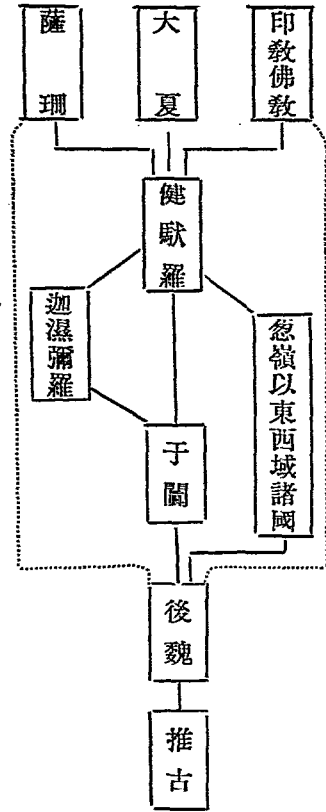 印敎佛敎
大夏
薩珊
健馱羅
葱嶺以東西域諸國
迦濕彌羅
于闐
後魏
推古